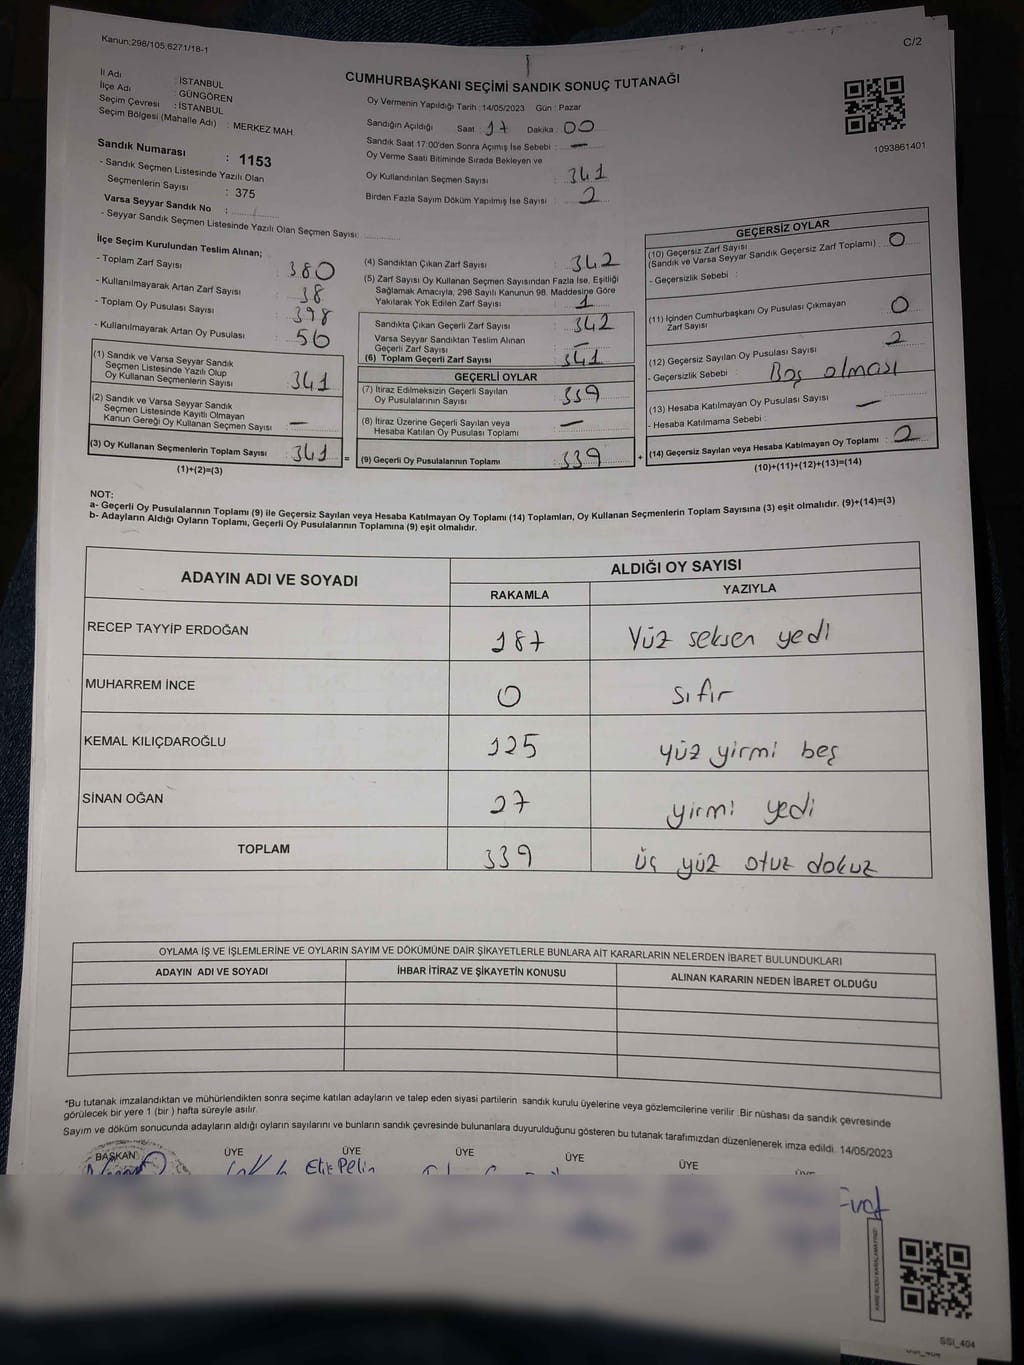 Kanun:298/105;6271/18-1
C/2
CUMHURBAŞKANI SEÇİMİ SANDIK SONUÇ TUTANAĞI
İl Adı : İSTANBUL
İlçe Adı : GÜNGÖREN
Seçim Çevresi : İSTANBUL
Seçim Bölgesi (Mahalle Adı) : MERKEZ MAH.
Sandık Numarası : 1153
- Sandık Seçmen Listesinde Yazılı Olan
Seçmenlerin Sayısı : 375
Varsa Seyyar Sandık No :
- Seyyar Sandık Seçmen Listesinde Yazılı Olan Seçmen Sayısı:
Oy Vermenin Yapıldığı Tarih : 14/05/2023 Gün : Pazar
Sandığın Açıldığı Saat : 17 Dakika : 00
Sandık Saat 17:00'den Sonra Açımış İse Sebebi : —
Oy Verme Saati Bitiminde Sırada Bekleyen ve
Oy Kullandırılan Seçmen Sayısı : 341
Birden Fazla Sayım Döküm Yapılmış İse Sayısı : 2
1093861401
İlçe Seçim Kurulundan Teslim Alınan;
- Toplam Zarf Sayısı : 380
- Kullanılmayarak Artan Zarf Sayısı : 38
- Toplam Oy Pusulası Sayısı : 398
- Kullanılmayarak Artan Oy Pusulası : 56
(1) Sandık ve Varsa Seyyar Sandık
Seçmen Listesinde Yazılı Olup
Oy Kullanan Seçmenlerin Sayısı : 341
(2) Sandık ve Varsa Seyyar Sandık
Seçmen Listesinde Kayıtlı Olmayan
Kanun Gereği Oy Kullanan Seçmen Sayısı : —
(3) Oy Kullanan Seçmenlerin Toplam Sayısı : 341
(1)+(2)=(3)
(4) Sandıktan Çıkan Zarf Sayısı : 342
(5) Zarf Sayısı Oy Kullanan Seçmen Sayısından Fazla İse, Eşitliği
Sağlamak Amacıyla, 298 Sayılı Kanunun 98. Maddesine Göre
Yakılarak Yok Edilen Zarf Sayısı : 1
Sandıkta Çıkan Geçerli Zarf Sayısı : 342
Varsa Seyyar Sandıktan Teslim Alınan
Geçerli Zarf Sayısı : —
(6) Toplam Geçerli Zarf Sayısı : 341
GEÇERLİ OYLAR
(7) İtiraz Edilmeksizin Geçerli Sayılan
Oy Pusulalarının Sayısı : 339
(8) İtiraz Üzerine Geçerli Sayılan veya
Hesaba Katılan Oy Pusulası Toplamı : —
(9) Geçerli Oy Pusulalarının Toplamı : 339
GEÇERSİZ OYLAR
(10) Geçersiz Zarf Sayısı
(Sandık ve Varsa Seyyar Sandık Geçersiz Zarf Toplamı) : 0
- Geçersizlik Sebebi :
(11) İçinden Cumhurbaşkanı Oy Pusulası Çıkmayan
Zarf Sayısı : 0
(12) Geçersiz Sayılan Oy Pusulası Sayısı : 2
- Geçersizlik Sebebi : Boş olması
(13) Hesaba Katılmayan Oy Pusulası Sayısı : —
- Hesaba Katılmama Sebebi :
(14) Geçersiz Sayılan veya Hesaba Katılmayan Oy Toplamı : 2
(10)+(11)+(12)+(13)=(14)
NOT:
a- Geçerli Oy Pusulalarının Toplamı (9) ile Geçersiz Sayılan veya Hesaba Katılmayan Oy Toplamı (14) Toplamları, Oy Kullanan Seçmenlerin Toplam Sayısına (3) eşit olmalıdır. (9)+(14)=(3)
b- Adayların Aldığı Oyların Toplamı, Geçerli Oy Pusulalarının Toplamına (9) eşit olmalıdır.
ADAYIN ADI VE SOYADI
ALDIĞI OY SAYISI
RAKAMLA YAZIYLA
RECEP TAYYİP ERDOĞAN 187 Yüz seksen yedi
MUHARREM İNCE 0 sıfır
KEMAL KILIÇDAROĞLU 125 yüz yirmi beş
SİNAN OĞAN 27 yirmi yedi
TOPLAM 339 üç yüz otuz dokuz
OYLAMA İŞ VE İŞLEMLERİNE VE OYLARIN SAYIM VE DÖKÜMÜNE DAİR ŞİKAYETLERLE BUNLARA AİT KARARLARIN NELERDEN İBARET BULUNDUKLARI
ADAYIN ADI VE SOYADI İHBAR İTİRAZ VE ŞİKAYETİN KONUSU ALINAN KARARIN NEDEN İBARET OLDUĞU
*Bu tutanak imzalandıktan ve mühürlendikten sonra seçime katılan adayların ve talep eden siyasi partilerin sandık kurulu üyelerine veya gözlemcilerine verilir .Bir nüshası da sandık çevresinde
görülecek bir yere 1 (bir ) hafta süreyle asılır.
Sayım ve döküm sonucunda adayların aldığı oyların sayılarını ve bunların sandık çevresinde bulunanlara duyurulduğunu gösteren bu tutanak tarafımızdan düzenlenerek imza edildi. 14/05/2023
BAŞKAN ÜYE ÜYE ÜYE ÜYE ÜYE
Elif Pelin
SSI_404